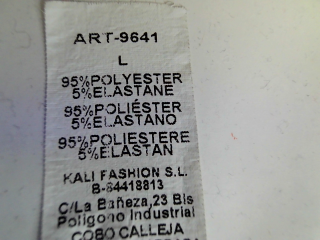 ART-9641
L
95%POLYESTER
5%ELASTANE
95%POLIÉSTER
5%ELASTANO
95%POLIESTERE
5%ELASTAN
KALI FASHION S.L.
B-84418813
C/La Bañeza,23 Bis
Poligono Industrial
COBO CALLEJA